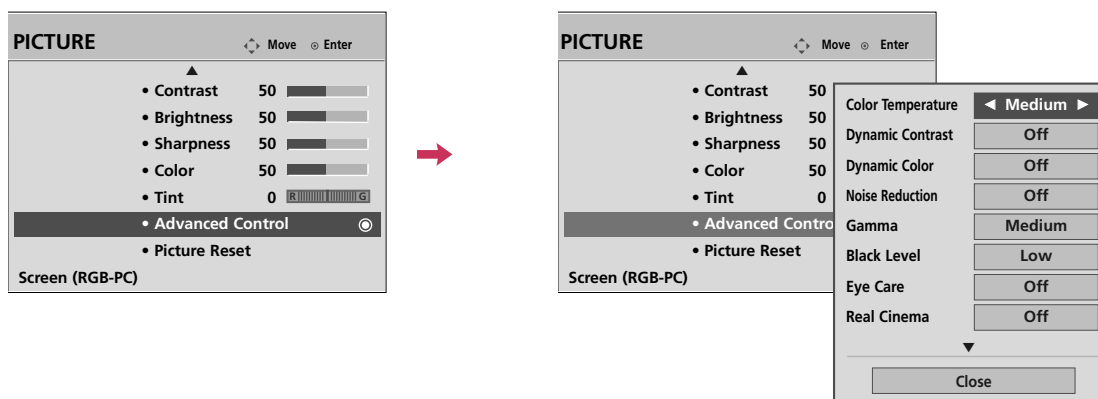 PICTURE Move Enter
• Contrast 50
• Brightness 50
• Sharpness 50
• Color 50
• Tint 0 R G
• Advanced Control
• Picture Reset
Screen (RGB-PC)
PICTURE Move Enter
• Contrast 50
• Brightness 50
• Sharpness 50
• Color 50
• Tint 0
• Advanced Contro
• Picture Reset
Screen (RGB-PC)
Color Temperature ◀ Medium ▶
Dynamic Contrast Off
Dynamic Color Off
Noise Reduction Off
Gamma Medium
Black Level Low
Eye Care Off
Real Cinema Off
Close